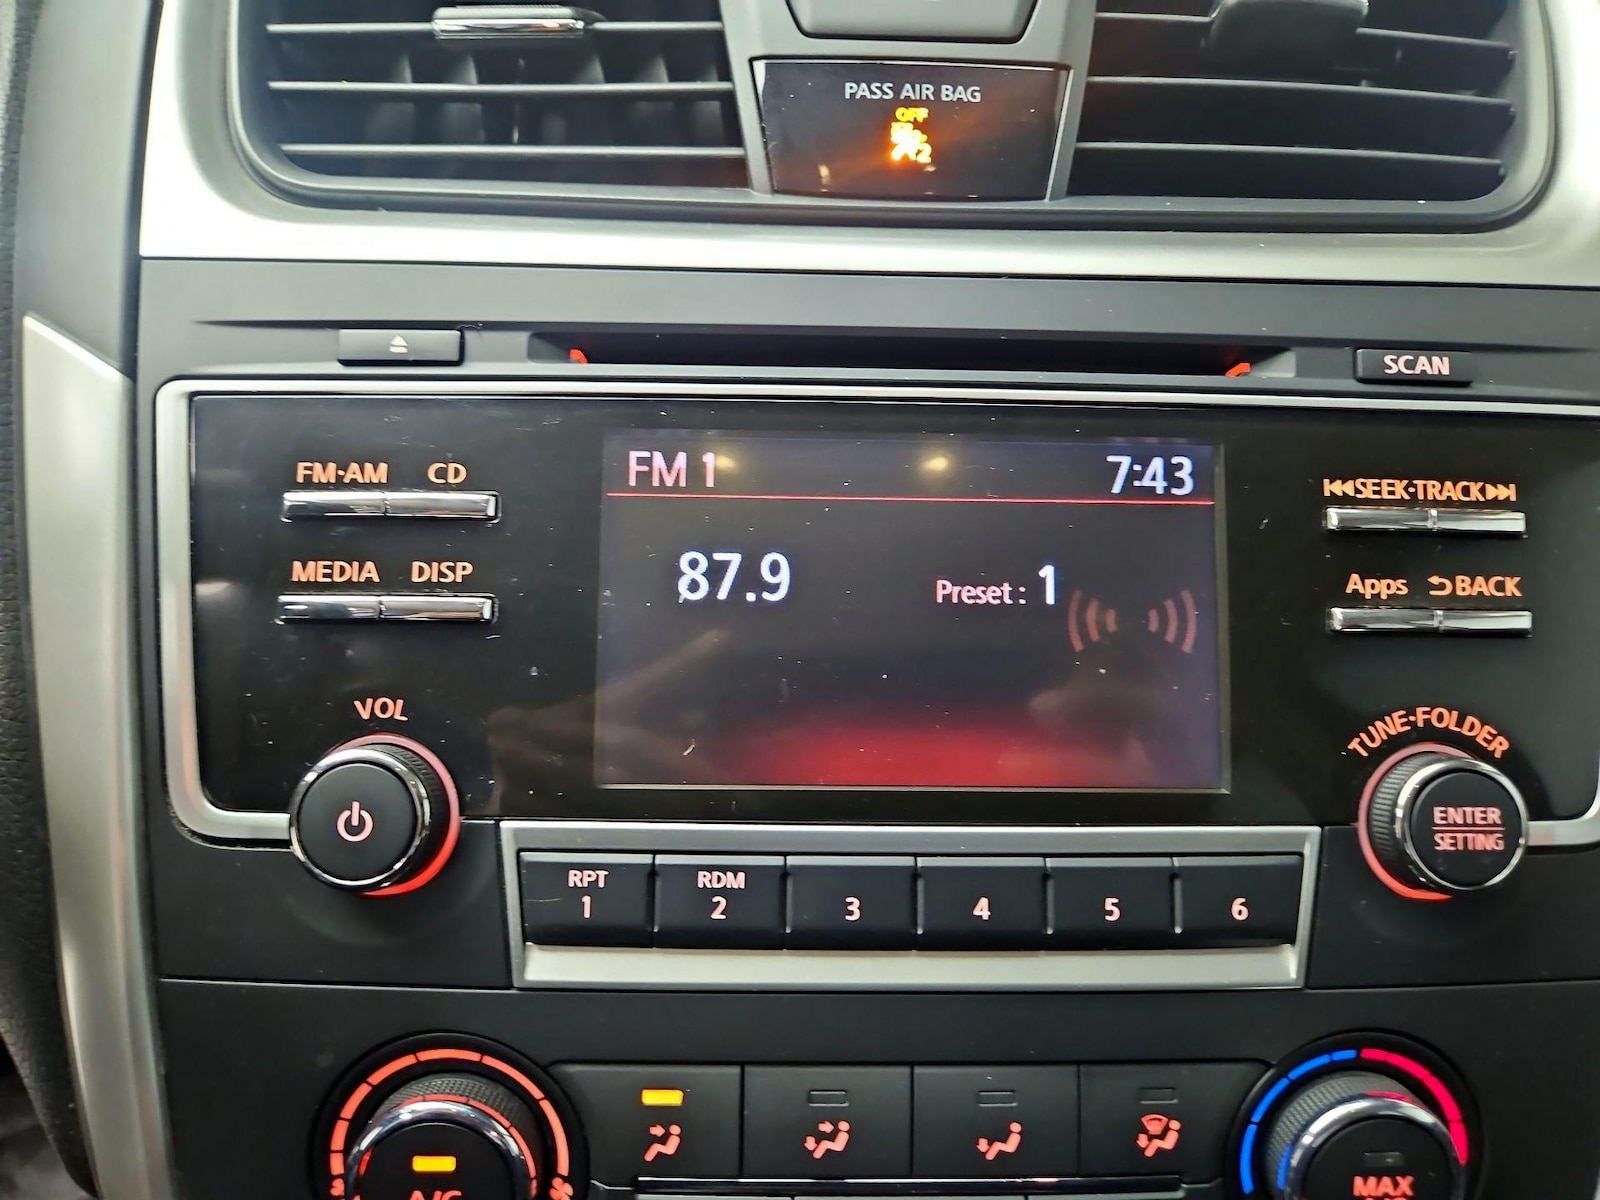 PASS AIR BAG
OFF
2
SCAN
FM·AM CD
FM 1 7:43
SEEK·TRACK
MEDIA DISP
87.9 Preset : 1
Apps BACK
VOL
TUNE·FOLDER
ENTER
SETTING
RPT RDM
1 2 3 4 5 6
A/C
MAX